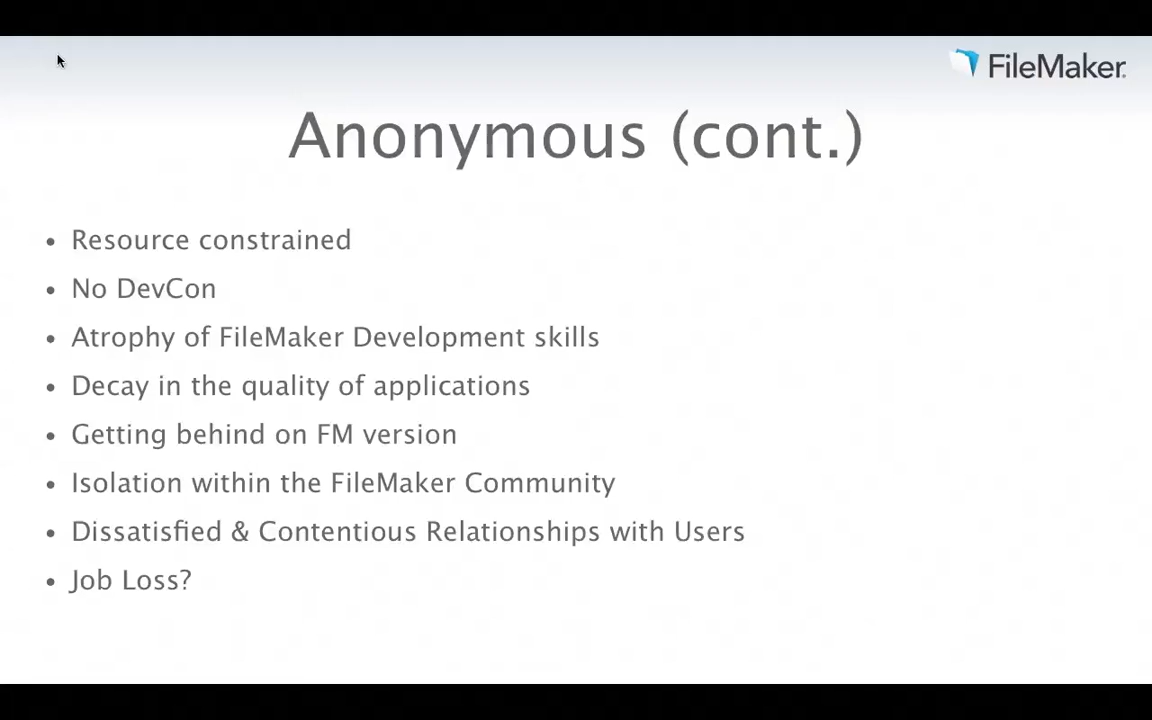 FileMaker.
Anonymous (cont.)
• Resource constrained
• No DevCon
• Atrophy of FileMaker Development skills
• Decay in the quality of applications
• Getting behind on FM version
• Isolation within the FileMaker Community
• Dissatisfied & Contentious Relationships with Users
• Job Loss?